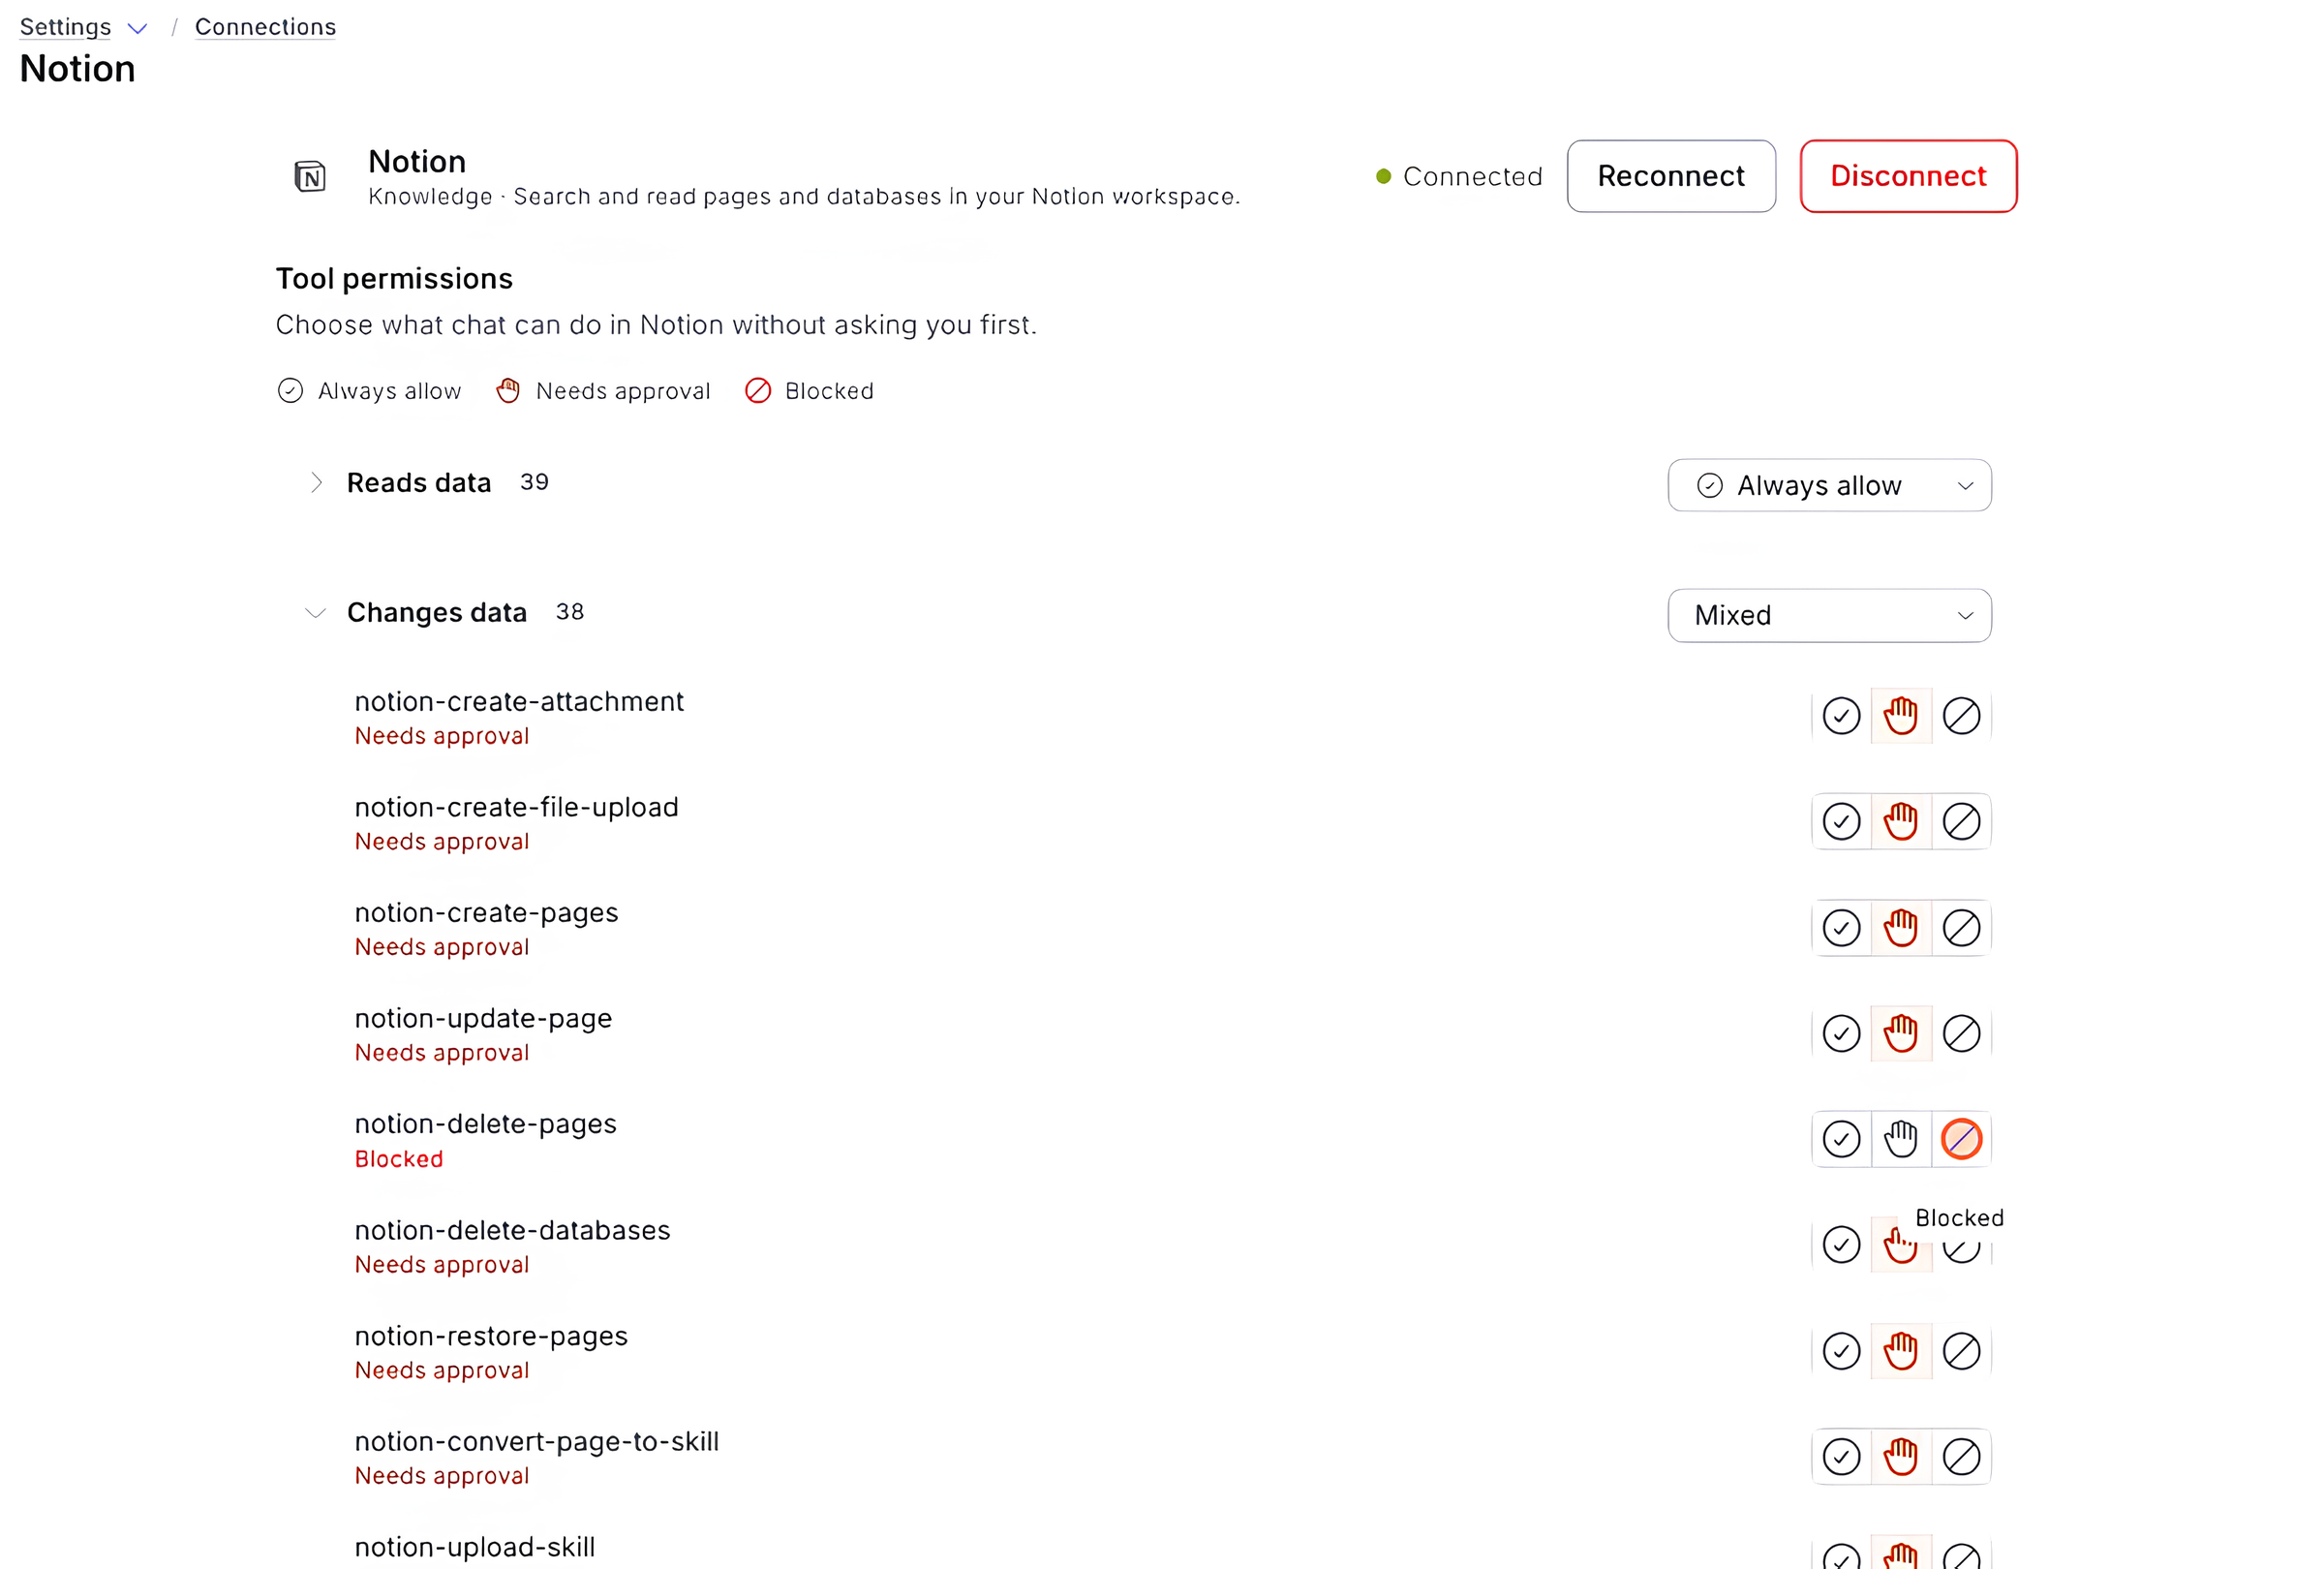 Settings / Connections
Notion
Notion
Knowledge · Search and read pages and databases in your Notion workspace.
Connected
Reconnect
Disconnect
Tool permissions
Choose what chat can do in Notion without asking you first.
Always allow Needs approval Blocked
Reads data 39
Always allow
Changes data 38
Mixed
notion-create-attachment
Needs approval
notion-create-file-upload
Needs approval
notion-create-pages
Needs approval
notion-update-page
Needs approval
notion-delete-pages
Blocked
Blocked
notion-delete-databases
Needs approval
notion-restore-pages
Needs approval
notion-convert-page-to-skill
Needs approval
notion-upload-skill